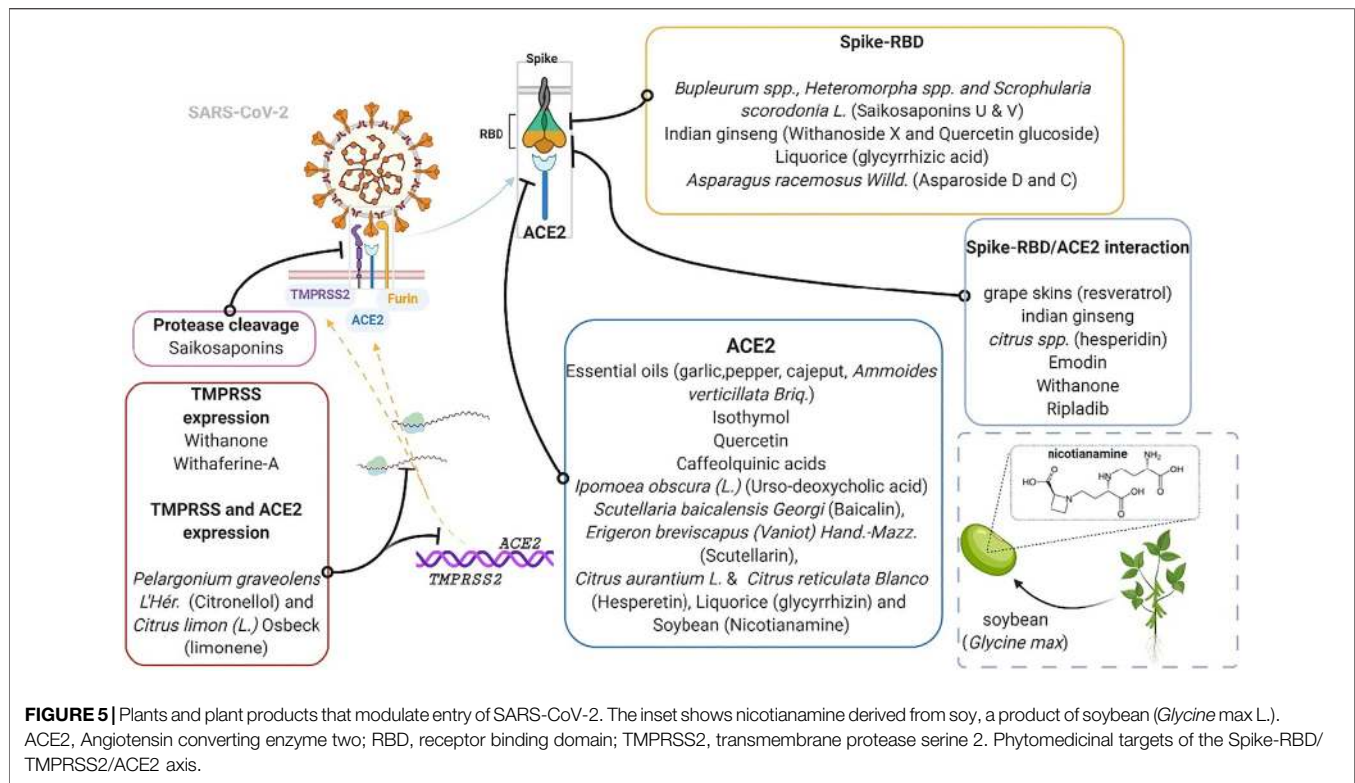 SARS-CoV-2
Spike
RBD
ACE2
TMPRSS2
Furin
ACE2
Spike-RBD
Bupleurum spp., Heteromorpha spp. and Scrophularia
scorodonia L. (Saikosaponins U & V)
Indian ginseng (Withanoside X and Quercetin glucoside)
Liquorice (glycyrrhizic acid)
Asparagus racemosus Willd. (Asparoside D and C)
Spike-RBD/ACE2 interaction
grape skins (resveratrol)
indian ginseng
citrus spp. (hesperidin)
Emodin
Withanone
Ripladib
Protease cleavage
Saikosaponins
TMPRSS
expression
Withanone
Withaferine-A
TMPRSS and ACE2
expression
Pelargonium graveolens
L'Hér. (Citronellol) and
Citrus limon (L.) Osbeck
(limonene)
ACE2
TMPRSS2
ACE2
Essential oils (garlic,pepper, cajeput, Ammoides
verticillata Briq.)
Isothymol
Quercetin
Caffeolquinic acids
Ipomoea obscura (L.) (Urso-deoxycholic acid)
Scutellaria baicalensis Georgi (Baicalin),
Erigeron breviscapus (Vaniot) Hand.-Mazz.
(Scutellarin),
Citrus aurantium L. & Citrus reticulata Blanco
(Hesperetin), Liquorice (glycyrrhizin) and
Soybean (Nicotianamine)
nicotianamine
NH2
O
HO
N
HN
O
OH
O
OH
soybean
(Glycine max)
FIGURE 5 | Plants and plant products that modulate entry of SARS-CoV-2. The inset shows nicotianamine derived from soy, a product of soybean (Glycine max L.).
ACE2, Angiotensin converting enzyme two; RBD, receptor binding domain; TMPRSS2, transmembrane protease serine 2. Phytomedicinal targets of the Spike-RBD/
TMPRSS2/ACE2 axis.